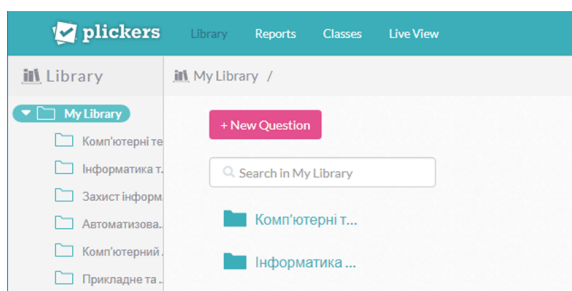 plickers
Library Reports Classes Live View
Library
My Library /
My Library
Комп'ютерні те
Інформатика т.
Захист інформ
Автоматизова..
Комп'ютерний .
Прикладне та ..
+ New Question
Search in My Library
Комп'ютерні т...
Інформатика ...